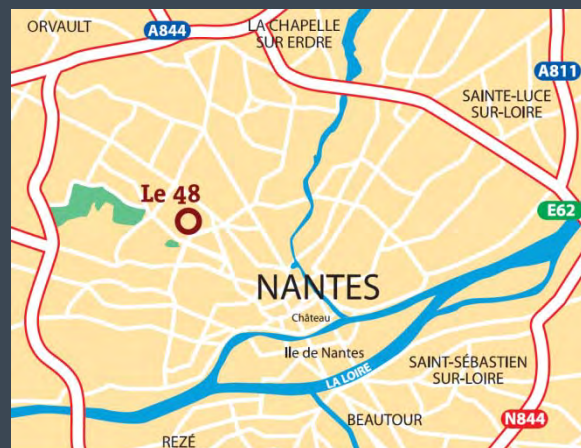 ORVAULT
A844
LA CHAPELLE
SUR ERDRE
A811
SAINTE-LUCE
SUR-LOIRE
Le 48
E62
NANTES
Château
Ile de Nantes
LA LOIRE
SAINT-SÉBASTIEN
SUR-LOIRE
BEAUTOUR
N844
REZÉ